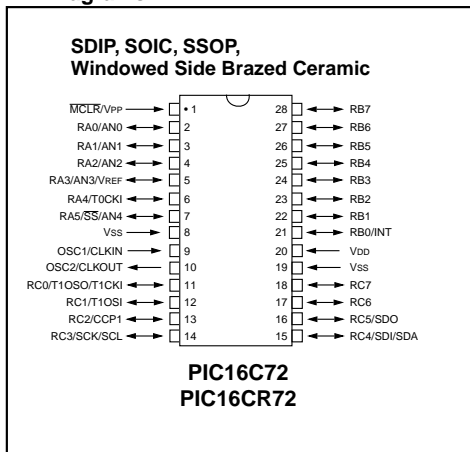 SDIP, SOIC, SSOP,
Windowed Side Brazed Ceramic
MCLR/VPP • 1 28 RB7
RA0/AN0 2 27 RB6
RA1/AN1 3 26 RB5
RA2/AN2 4 25 RB4
RA3/AN3/VREF 5 24 RB3
RA4/T0CKI 6 23 RB2
RA5/SS/AN4 7 22 RB1
VSS 8 21 RB0/INT
OSC1/CLKIN 9 20 VDD
OSC2/CLKOUT 10 19 VSS
RC0/T1OSO/T1CKI 11 18 RC7
RC1/T1OSI 12 17 RC6
RC2/CCP1 13 16 RC5/SDO
RC3/SCK/SCL 14 15 RC4/SDI/SDA
PIC16C72
PIC16CR72